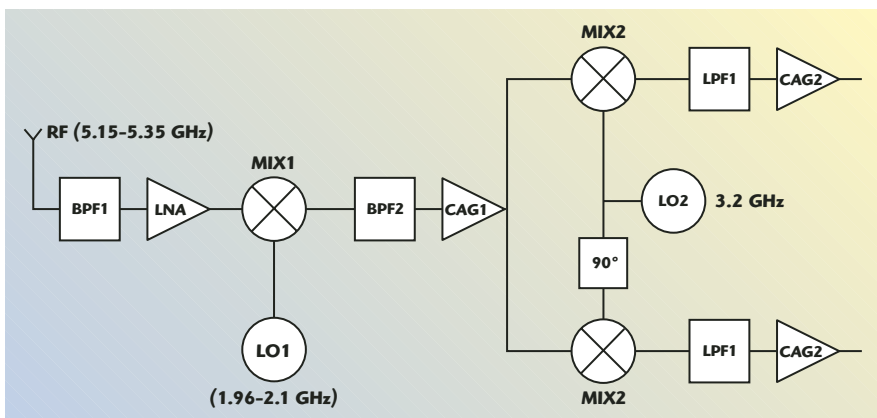 MIX2
LPF1
CAG2
RF (5.15-5.35 GHz)
MIX1
BPF1
LNA
BPF2
CAG1
LO2
3.2 GHz
90°
LO1
(1.96-2.1 GHz)
LPF1
CAG2
MIX2